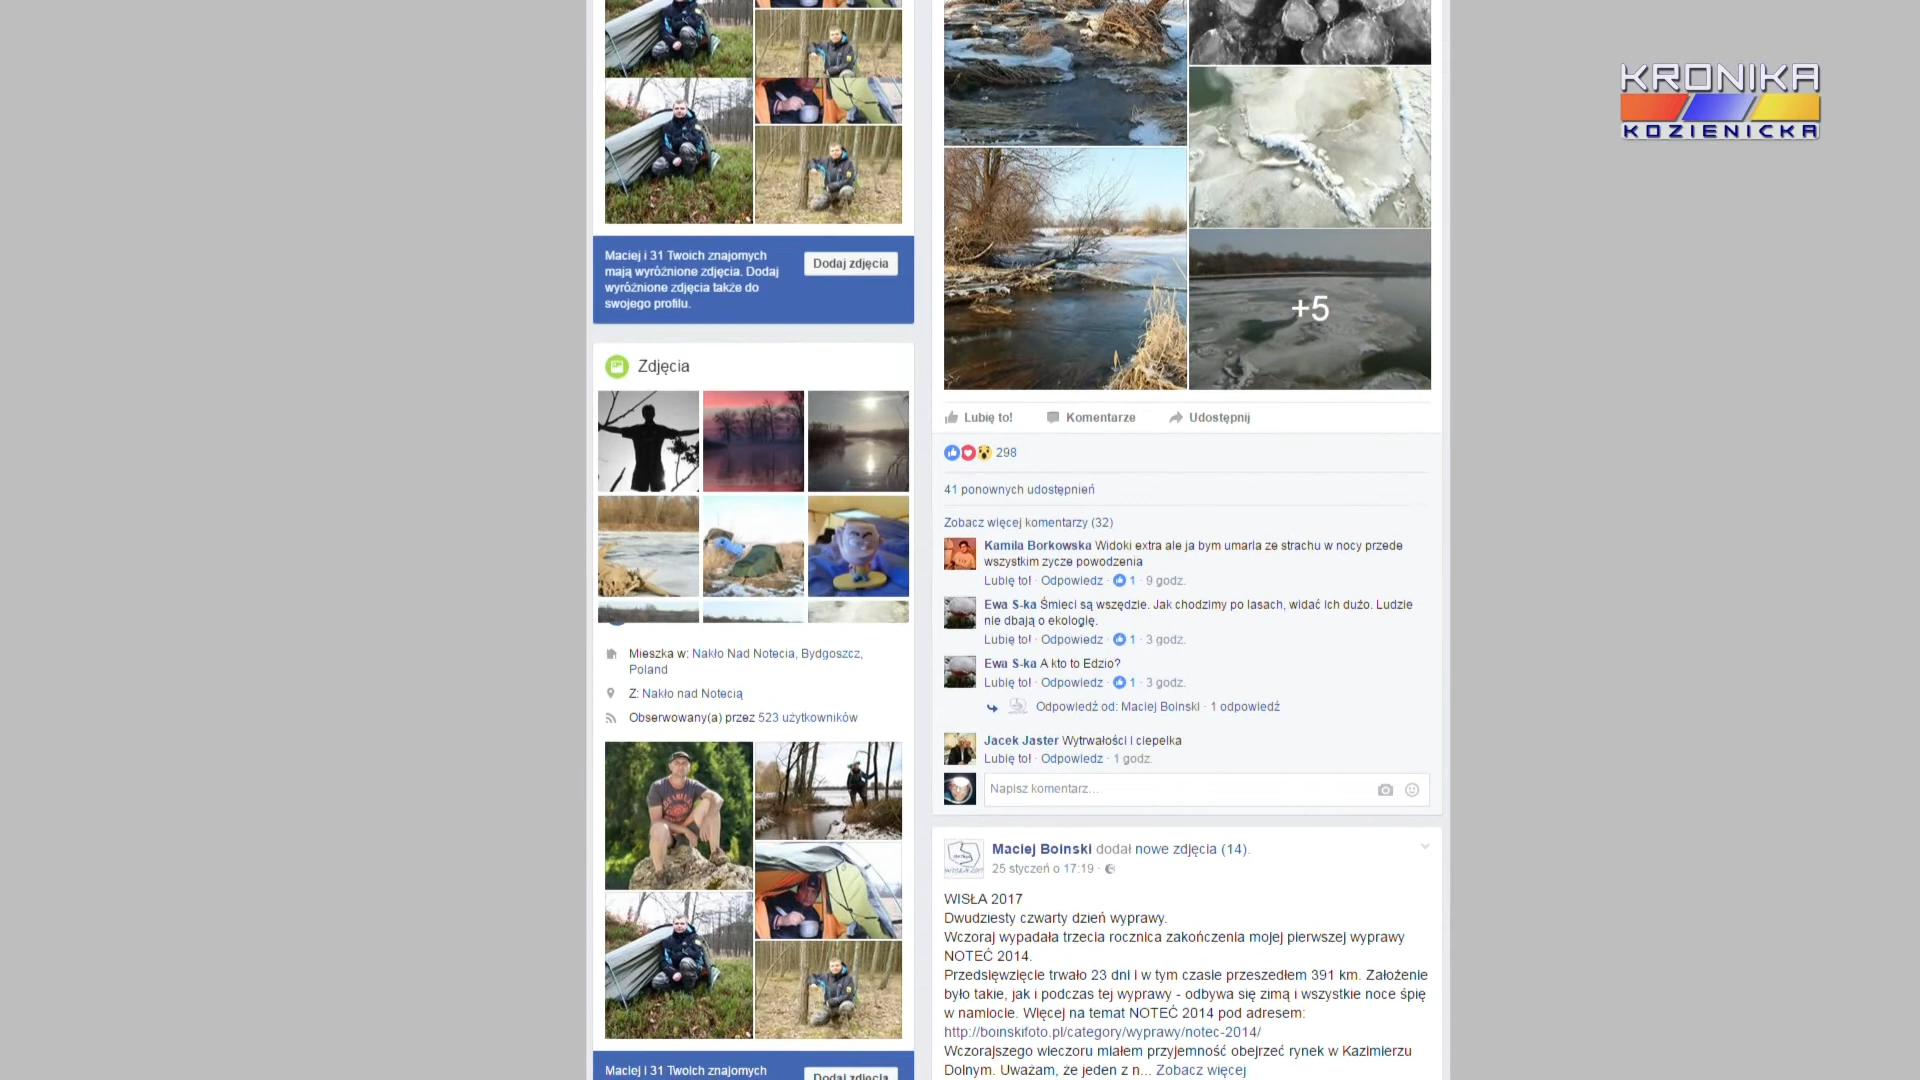 KRONIKA
KOZIENICKA
Maciej i 31 Twoich znajomych
mają wyróżnione zdjęcia. Dodaj
wyróżnione zdjęcia także do
swojego profilu.
Dodaj zdjęcia
Zdjęcia
Mieszka w: Nakło Nad Notecia, Bydgoszcz,
Poland
Z: Nakło nad Notecią
Obserwowany(a) przez 523 użytkowników
Maciej i 31 Twoich znajomych
Dodaj zdjęcia
+5
Lubię to! Komentarze Udostępnij
298
41 ponownych udostępnień
Zobacz więcej komentarzy (32)
Kamila Borkowska Widoki extra ale ja bym umarla ze strachu w nocy przede
wszystkim zycze powodzenia
Lubię to! · Odpowiedz · 1 · 9 godz.
Ewa S-ka Śmieci są wszędzie. Jak chodzimy po lasach, widać ich dużo. Ludzie
nie dbają o ekologię.
Lubię to! · Odpowiedz · 1 · 3 godz.
Ewa S-ka A kto to Edzio?
Lubię to! · Odpowiedz · 1 · 3 godz.
Odpowiedź od: Maciej Boinski · 1 odpowiedź
Jacek Jaster Wytrwałości i ciepełka
Lubię to! · Odpowiedz · 1 godz.
Napisz komentarz...
Maciej Boinski dodał nowe zdjęcia (14).
25 styczeń o 17:19 ·
WISŁA 2017
Dwudziesty czwarty dzień wyprawy.
Wczoraj wypadała trzecia rocznica zakończenia mojej pierwszej wyprawy
NOTEĆ 2014.
Przedsięwzięcie trwało 23 dni i w tym czasie przeszedłem 391 km. Założenie
było takie, jak i podczas tej wyprawy - odbywa się zimą i wszystkie noce śpię
w namiocie. Więcej na temat NOTEĆ 2014 pod adresem:
http://boinskifoto.pl/category/wyprawy/notec-2014/
Wczorajszego wieczoru miałem przyjemność obejrzeć rynek w Kazimierzu
Dolnym. Uważam, że jeden z n... Zobacz więcej